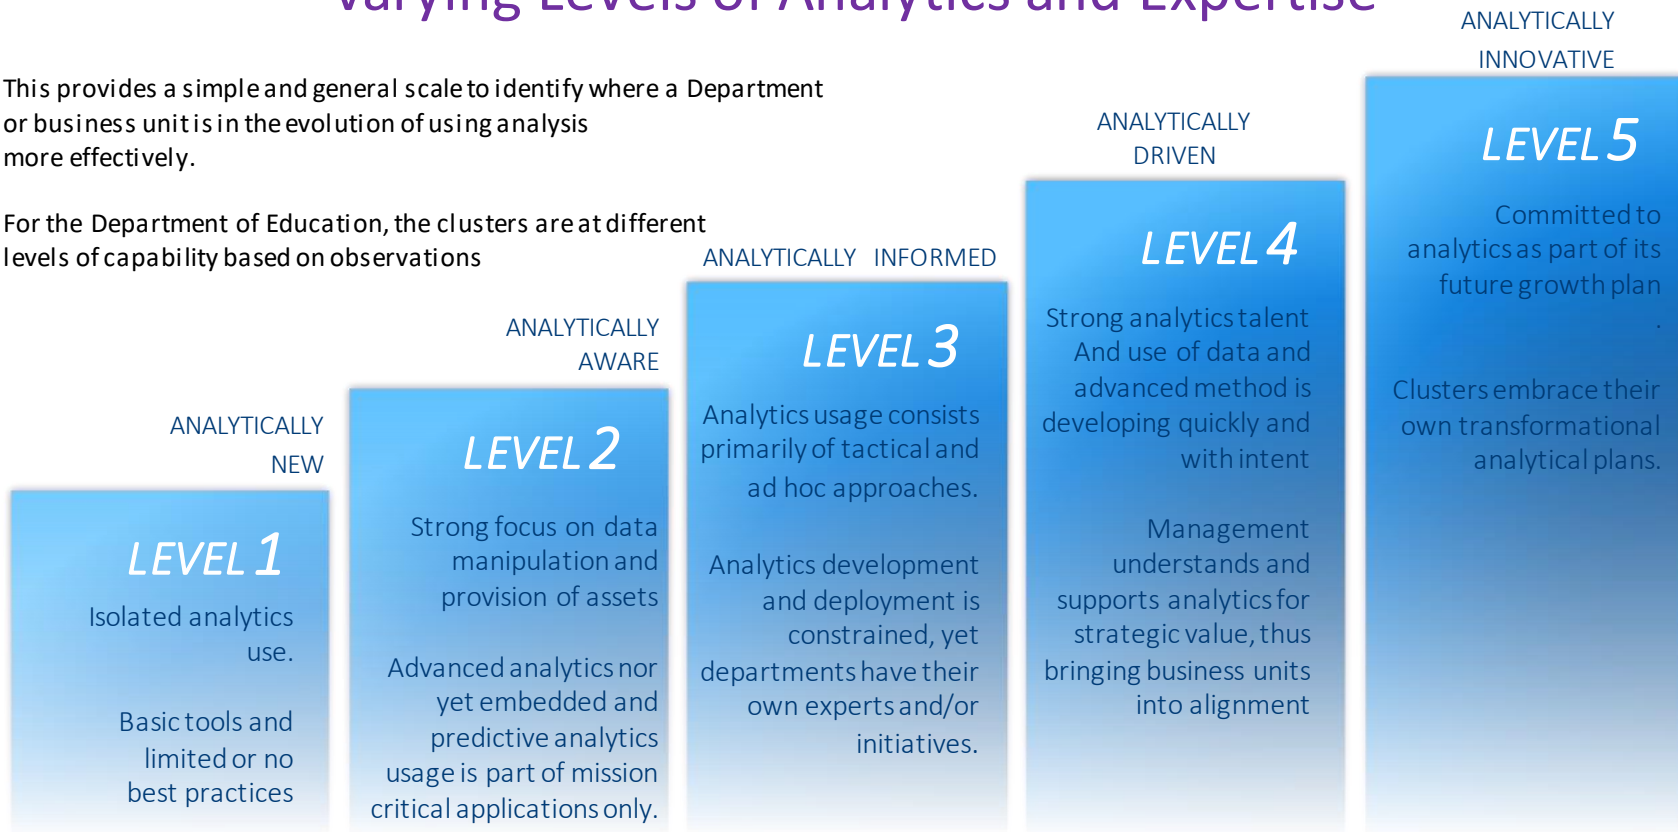 Varying Levels of Analytics and Expertise
This provides a simple and general scale to identify where a Department
or business unit is in the evolution of using analysis
more effectively.
For the Department of Education, the clusters are at different
levels of capability based on observations
ANALYTICALLY
NEW
LEVEL 1
Isolated analytics
use.
Basic tools and
limited or no
best practices
ANALYTICALLY
AWARE
LEVEL 2
Strong focus on data
manipulation and
provision of assets
Advanced analytics nor
yet embedded and
predictive analytics
usage is part of mission
critical applications only.
ANALYTICALLY INFORMED
LEVEL 3
Analytics usage consists
primarily of tactical and
ad hoc approaches.
Analytics development
and deployment is
constrained, yet
departments have their
own experts and/or
initiatives.
ANALYTICALLY
DRIVEN
LEVEL 4
Strong analytics talent
And use of data and
advanced method is
developing quickly and
with intent
Management
understands and
supports analytics for
strategic value, thus
bringing business units
into alignment
ANALYTICALLY
INNOVATIVE
LEVEL 5
Committed to
analytics as part of its
future growth plan
.
Clusters embrace their
own transformational
analytical plans.